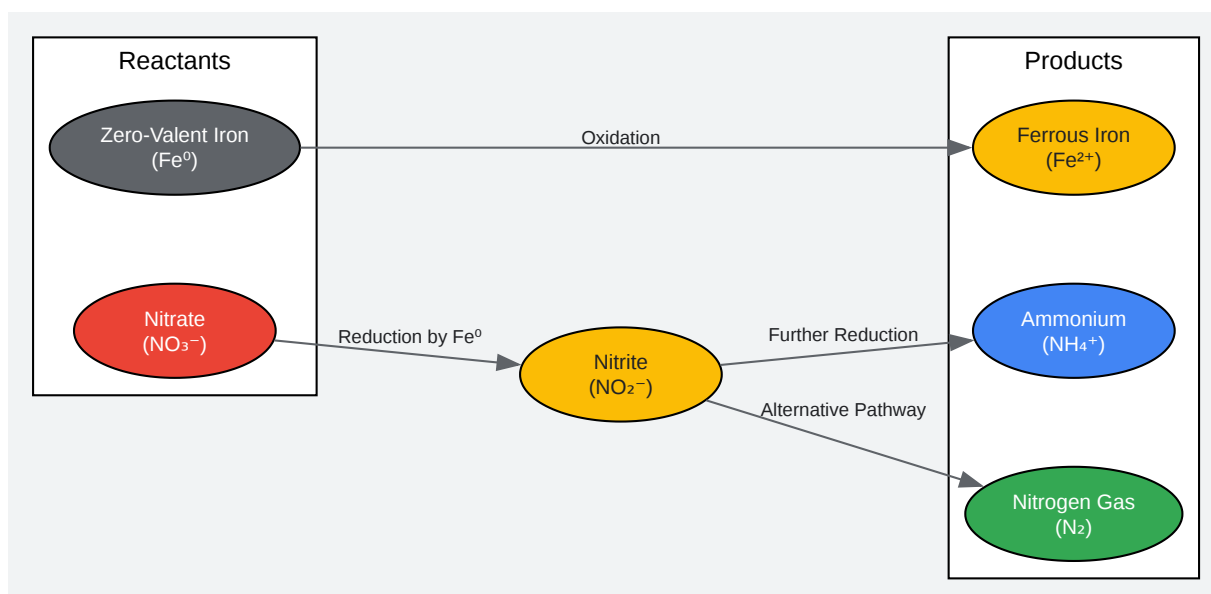 Reactants
Products
Zero-Valent Iron
(Fe⁰)
Oxidation
Ferrous Iron
(Fe²⁺)
Nitrate
(NO₃⁻)
Reduction by Fe⁰
Nitrite
(NO₂⁻)
Further Reduction
Ammonium
(NH₄⁺)
Alternative Pathway
Nitrogen Gas
(N₂)